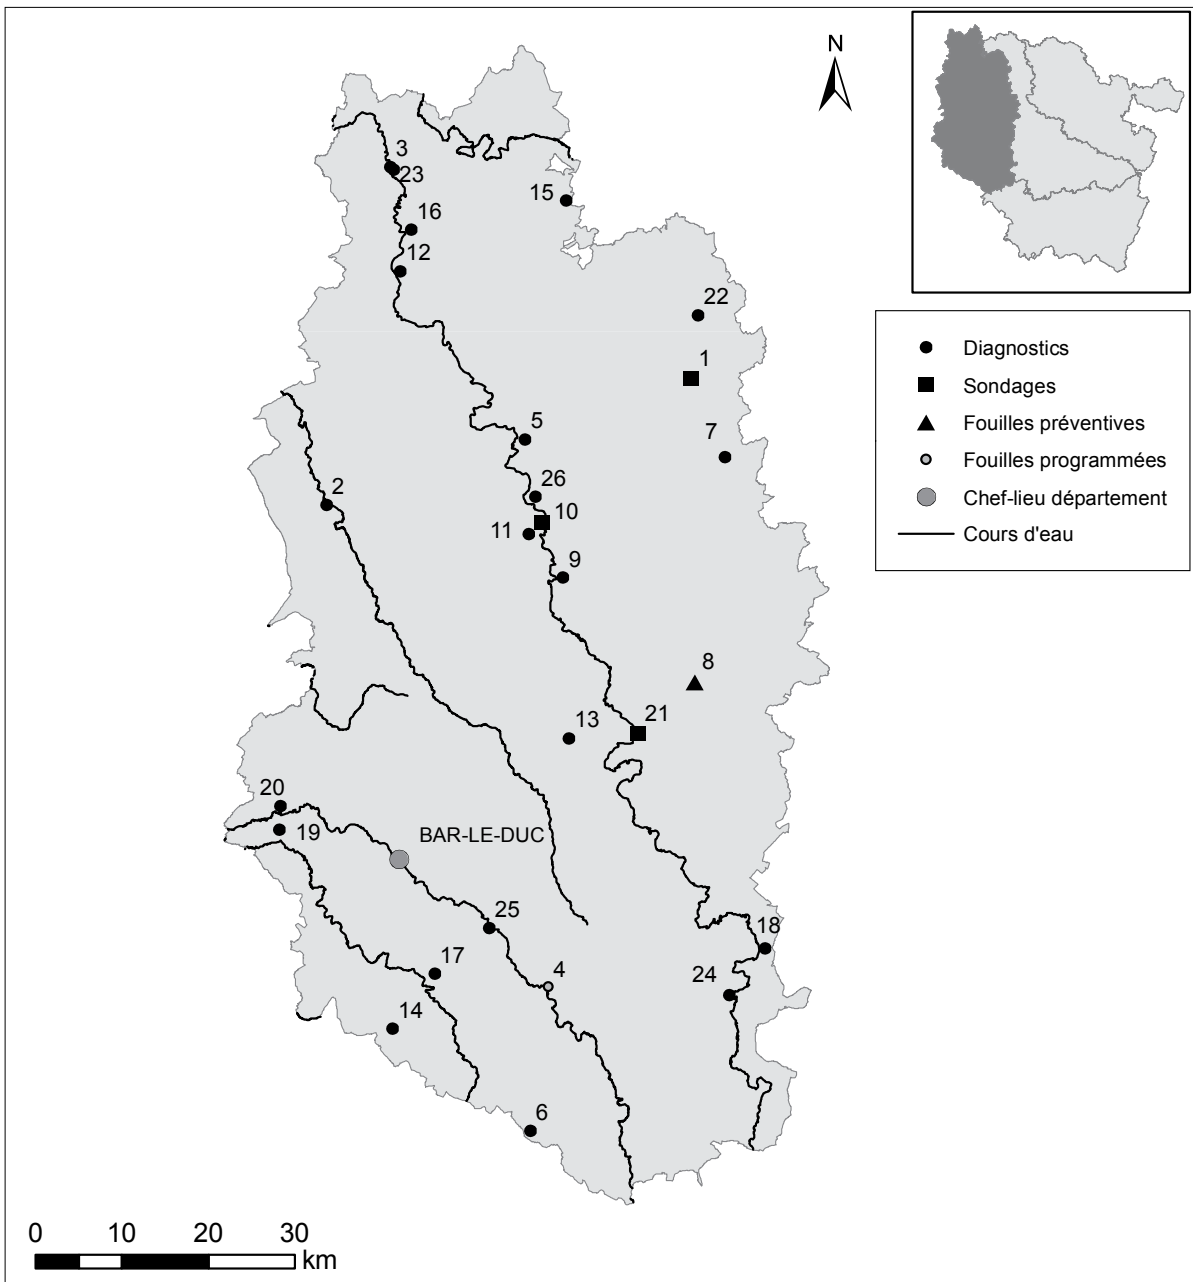 N
3
23
15
16
12
22
1
5
7
2
26
10
11
9
8
13
21
20
19
BAR-LE-DUC
25
18
17
4
24
14
6
Diagnostics
Sondages
Fouilles préventives
Fouilles programmées
Chef-lieu département
Cours d'eau
0 10 20 30
km